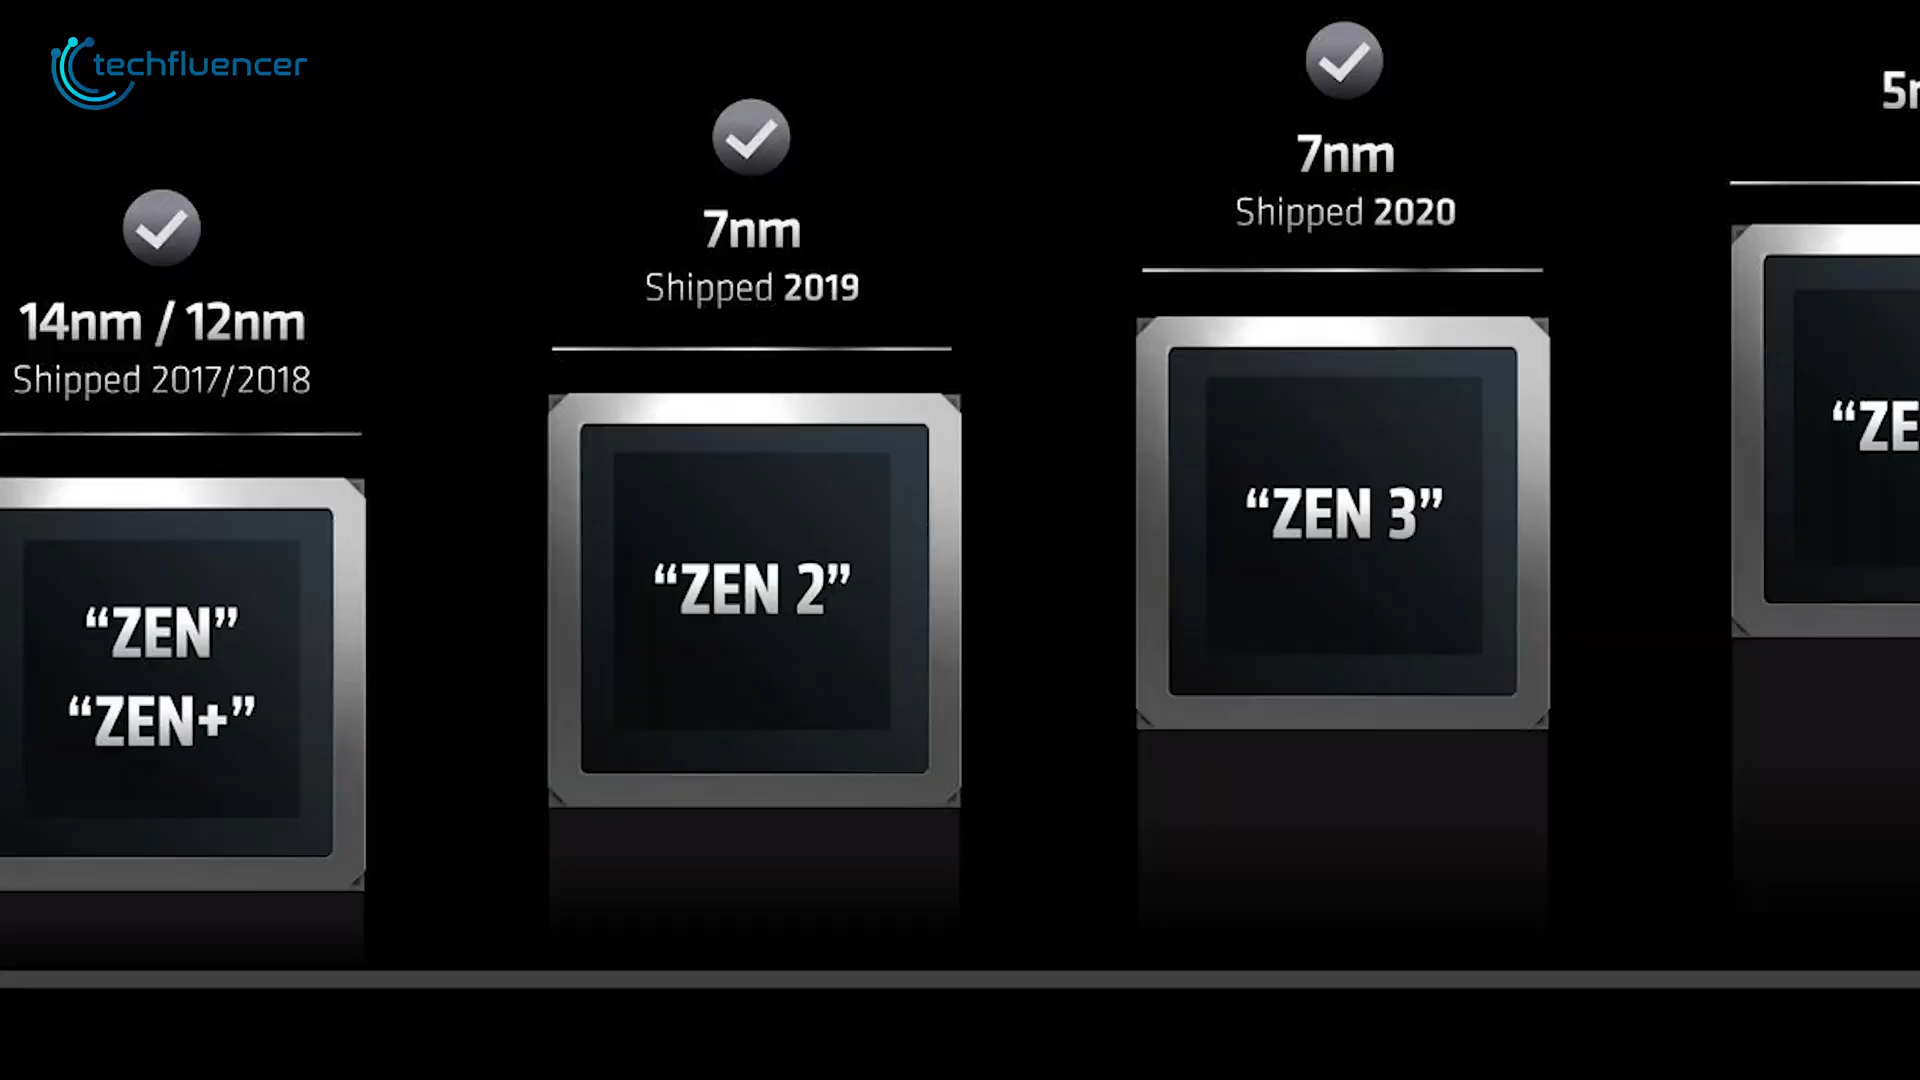 techfluencer
14nm / 12nm
Shipped 2017/2018
“ZEN”
“ZEN+”
7nm
Shipped 2019
“ZEN 2”
7nm
Shipped 2020
“ZEN 3”